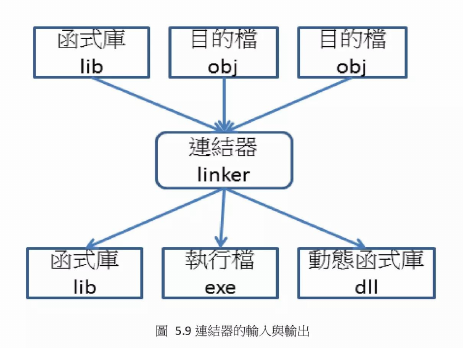 函式庫
lib
目的檔
obj
目的檔
obj
連結器
linker
函式庫
lib
執行檔
exe
動態函式庫
dll
圖 5.9 連結器的輸入與輸出